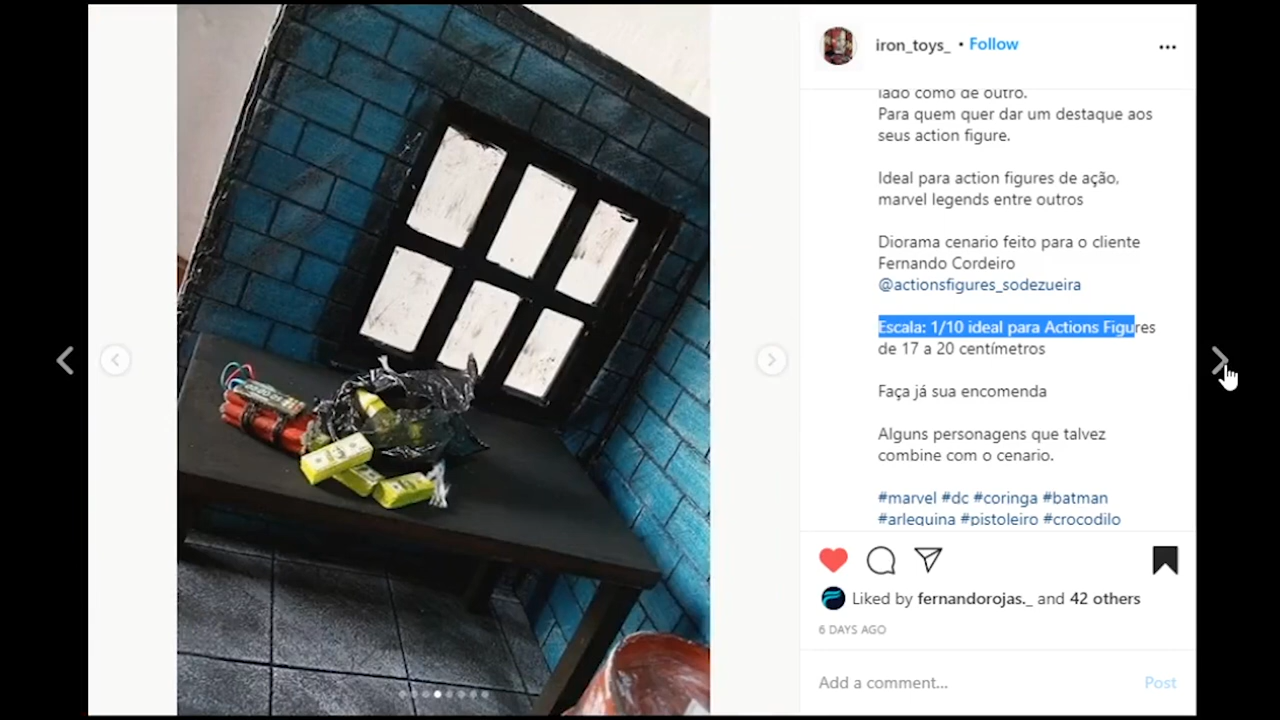 iron_toys_ • Follow
lado como de outro.
Para quem quer dar um destaque aos
seus action figure.
Ideal para action figures de ação,
marvel legends entre outros
Diorama cenario feito para o cliente
Fernando Cordeiro
@actionsfigures_sodezueira
Escala: 1/10 ideal para Actions Figures
de 17 a 20 centímetros
Faça já sua encomenda
Alguns personagens que talvez
combine com o cenario.
#marvel #dc #coringa #batman
#arlequina #pistoleiro #crocodilo
Liked by fernandorojas._ and 42 others
6 DAYS AGO
Add a comment...
Post